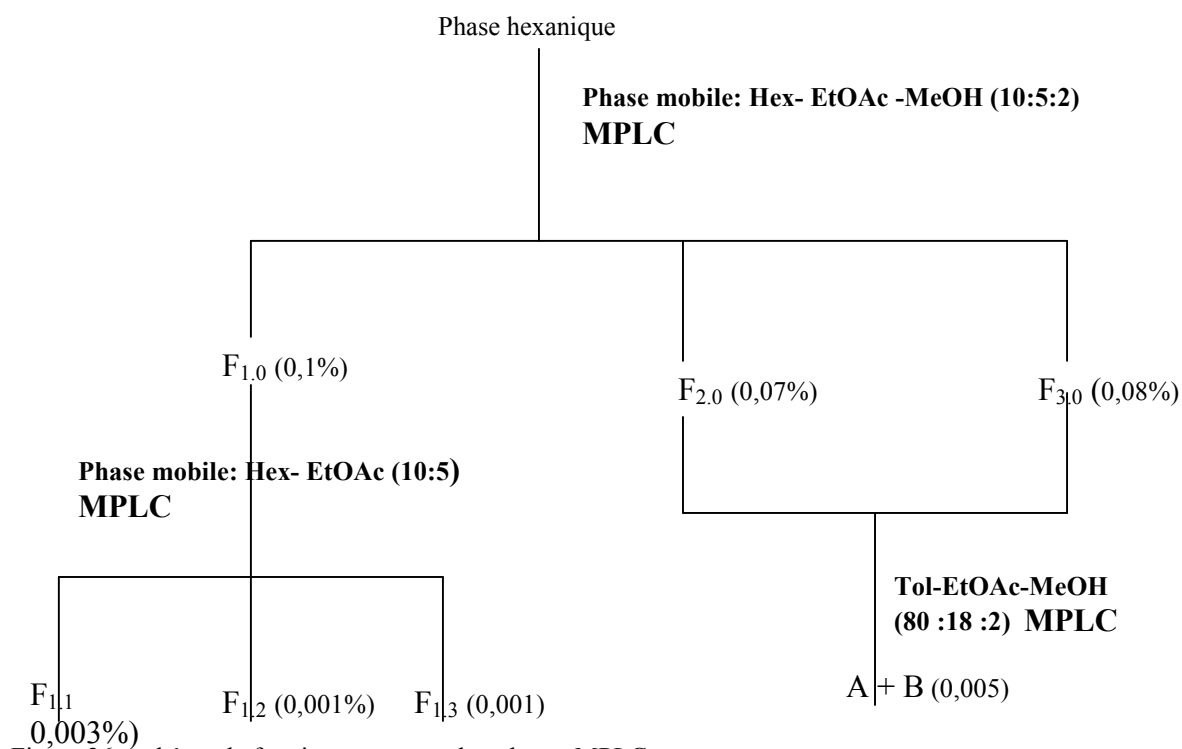 Phase hexanique
Phase mobile: Hex- EtOAc -MeOH (10:5:2)
MPLC
F1.0 (0,1%)
F2.0 (0,07%)
F3.0 (0,08%)
Phase mobile: Hex- EtOAc (10:5)
MPLC
Tol-EtOAc-MeOH
(80 :18 :2) MPLC
A + B (0,005)
F1.1
0,003%)
F1.2 (0,001%)
F1.3 (0,001)